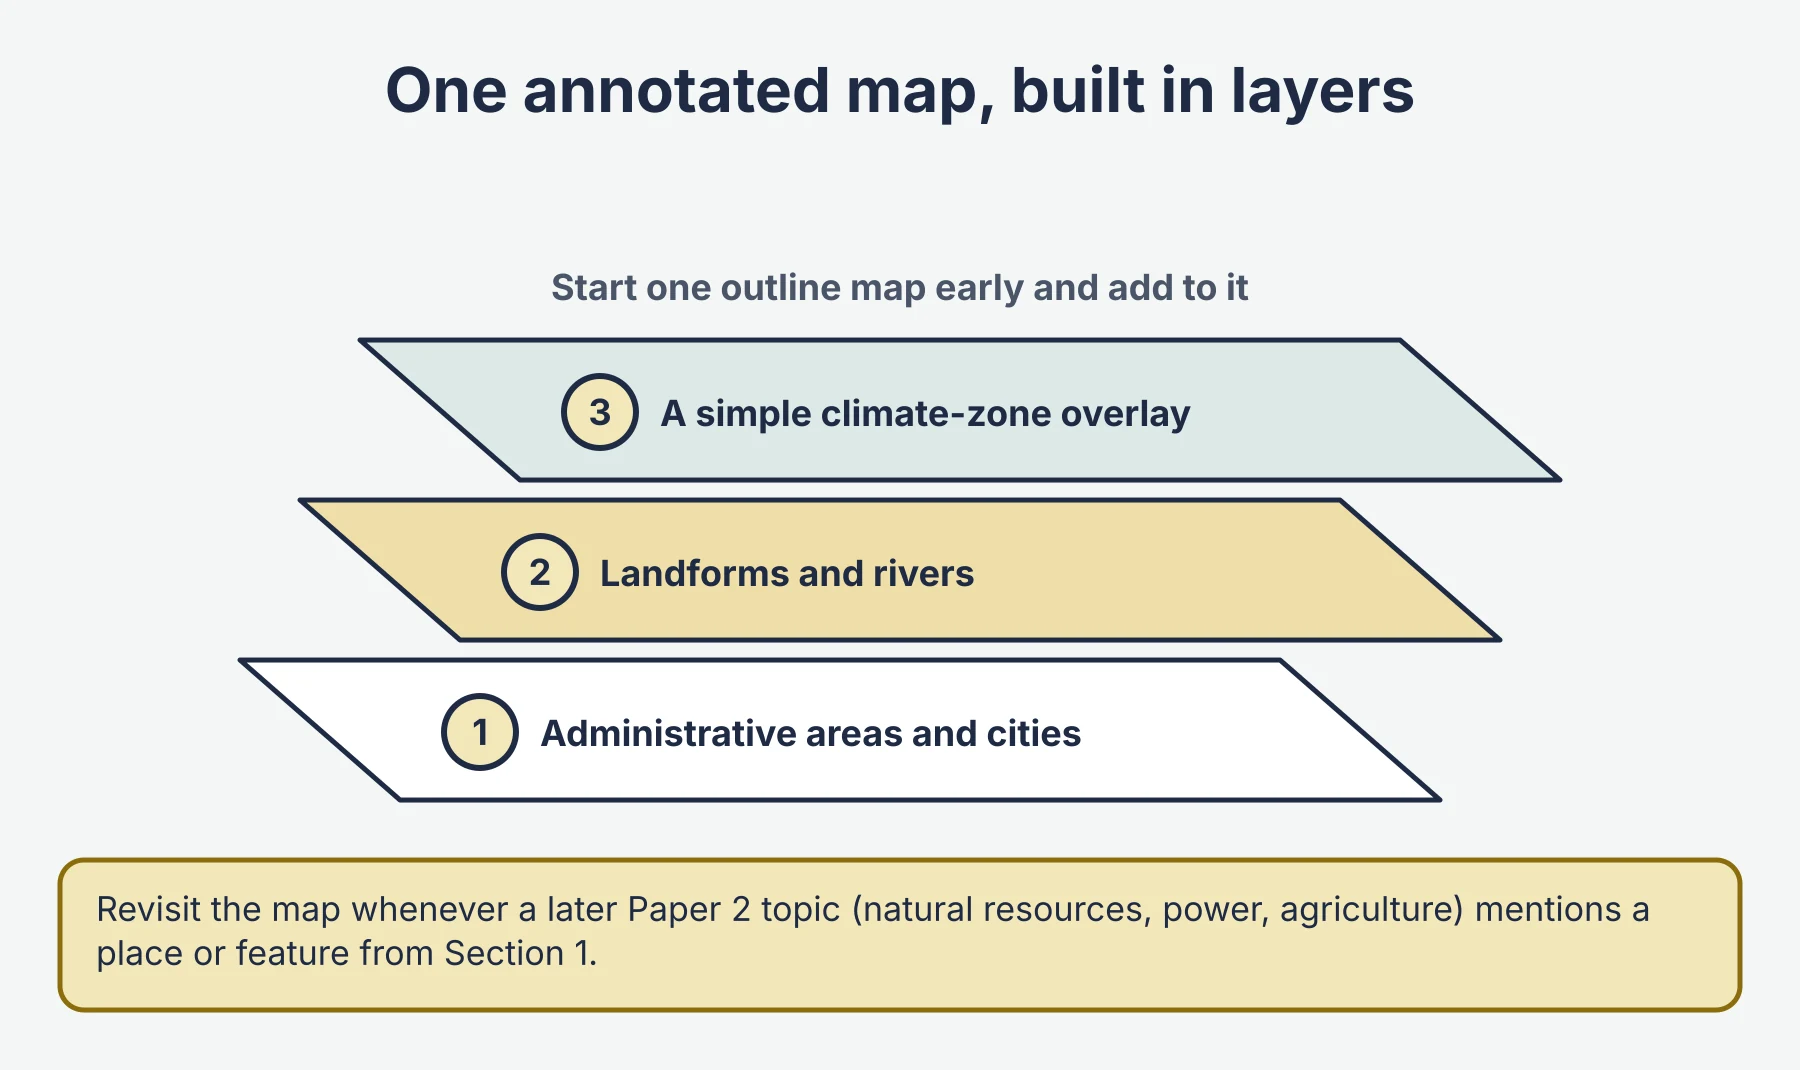 One annotated map, built in layers
Start one outline map early and add to it
3 A simple climate-zone overlay
2 Landforms and rivers
1 Administrative areas and cities
Revisit the map whenever a later Paper 2 topic (natural resources, power, agriculture) mentions a
place or feature from Section 1.